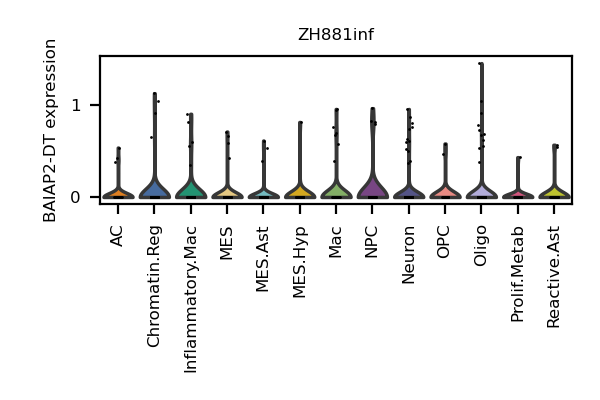 ZH881inf
BAIAP2-DT expression
1
0
AC
Chromatin.Reg
Inflammatory.Mac
MES
MES.Ast
MES.Hyp
Mac
NPC
Neuron
OPC
Oligo
Prolif.Metab
Reactive.Ast